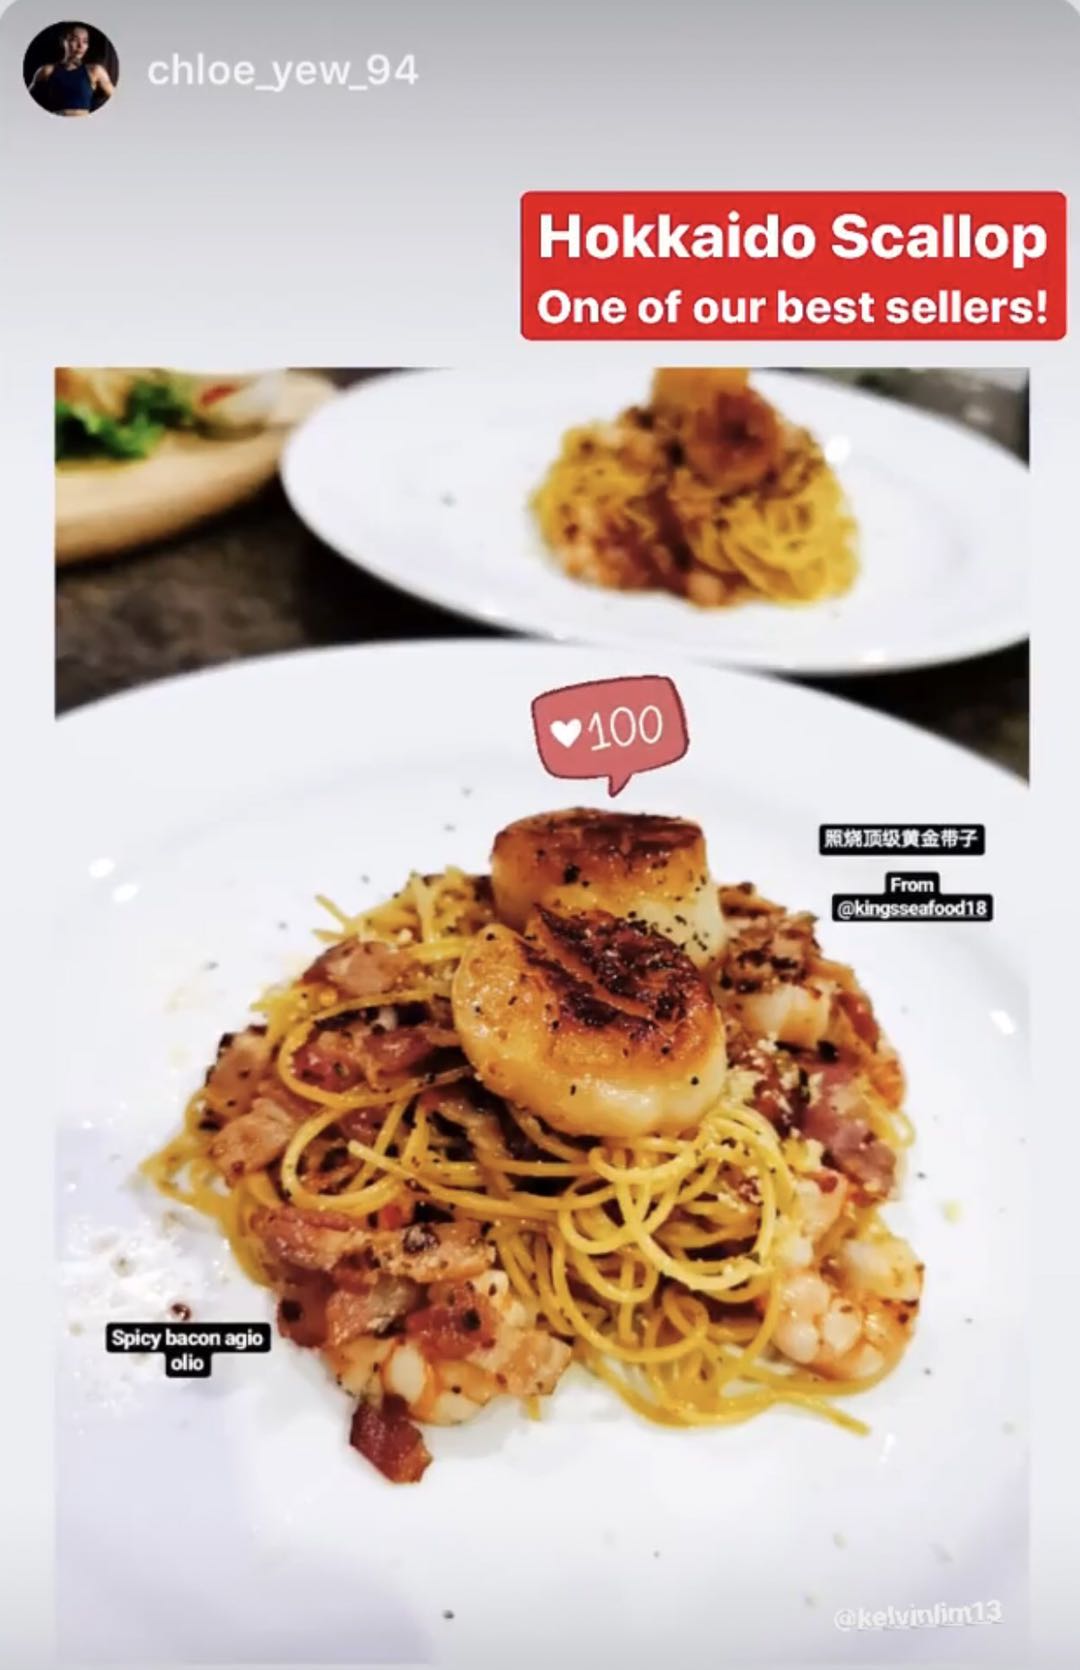 chloe_yew_94
Hokkaido Scallop
One of our best sellers!
♥100
照烧顶级黄金带子
From
@kingsseafood18
Spicy bacon agio
olio
@kelvinlim13